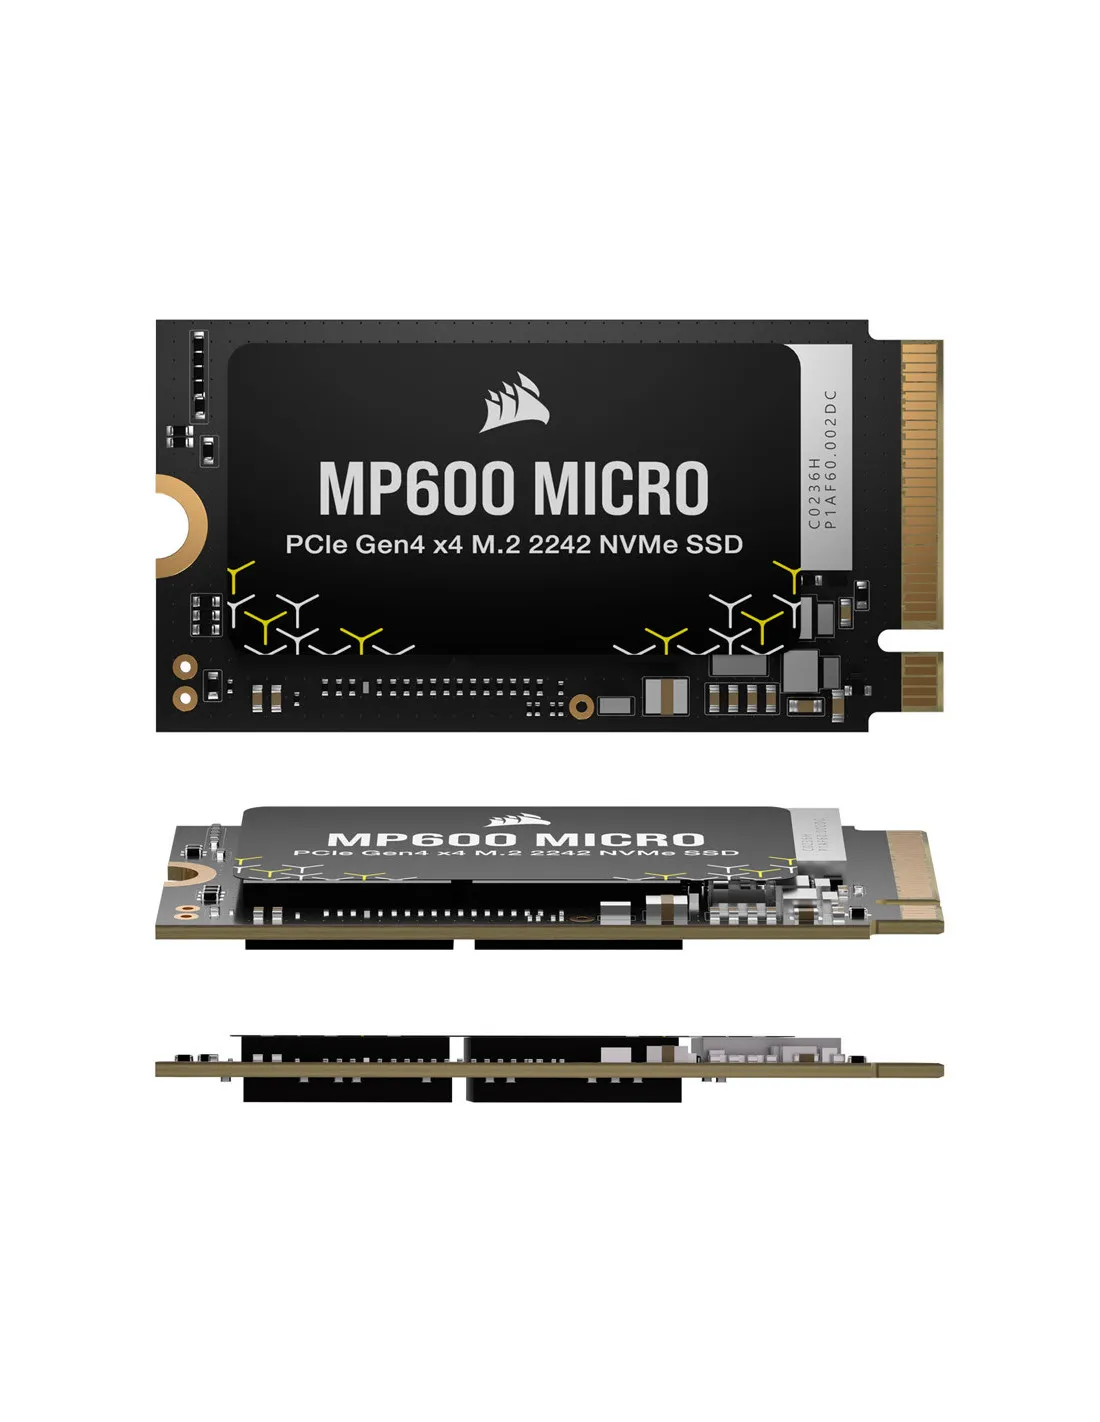 MP600 MICRO
PCIe Gen4 x4 M.2 2242 NVMe SSD
C0236H
P1AF60.002DC
MP600 MICRO
PCIe Gen4 x4 M.2 2242 NVMe SSD